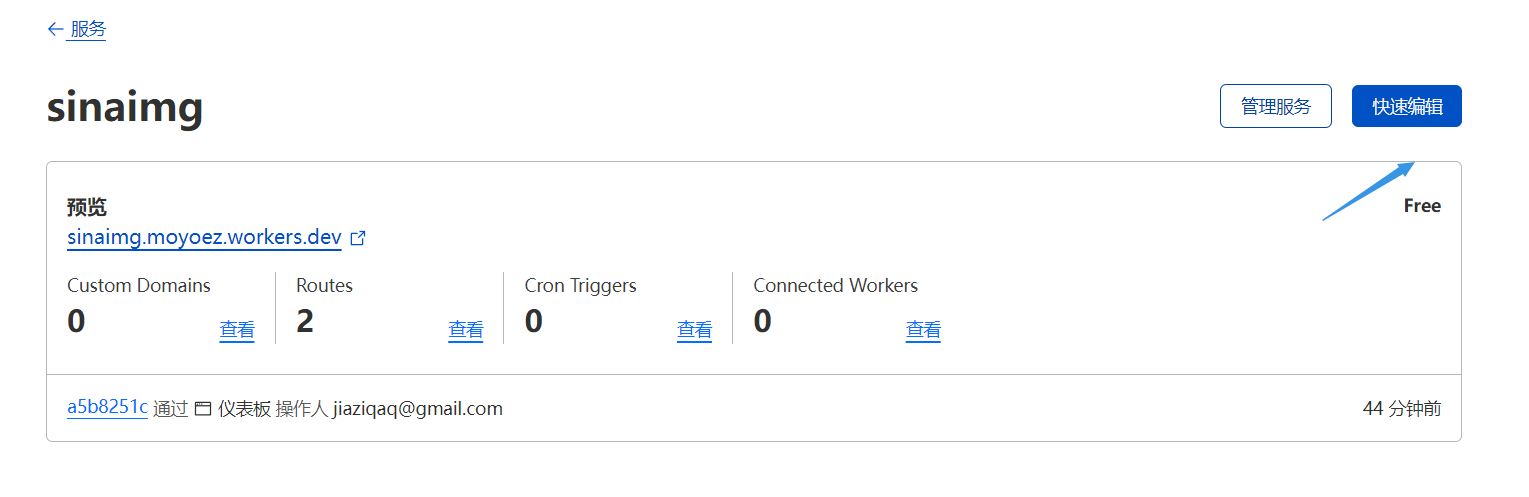 ← 服务
sinaimg
管理服务
快速编辑
预览
Free
sinaimg.moyoez.workers.dev
Custom Domains
0
查看
Routes
2
查看
Cron Triggers
0
查看
Connected Workers
0
查看
a5b8251c 通过 仪表板 操作人 jiaziqaq@gmail.com
44 分钟前